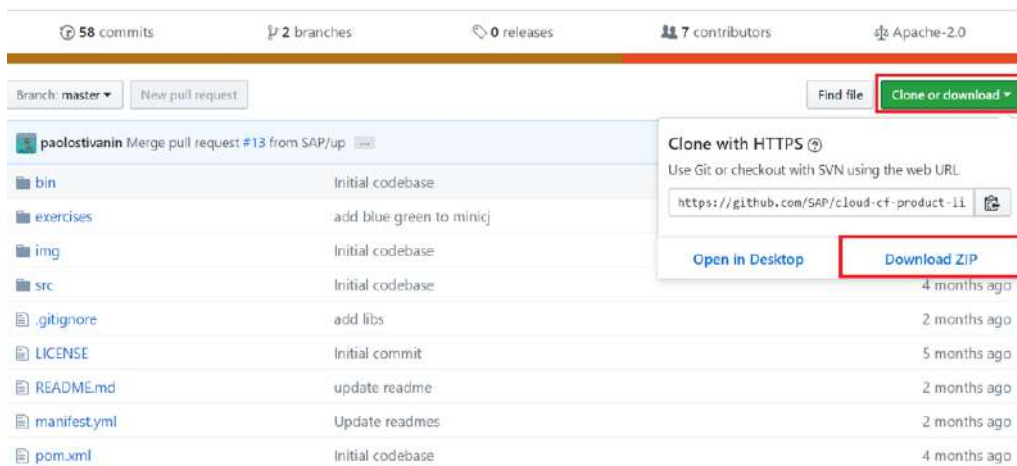 58 commits 2 branches 0 releases 7 contributors Apache-2.0
Branch: master New pull request Find file Clone or download
paolostivanin Merge pull request #13 from SAP/up ...
Clone with HTTPS
Use Git or checkout with SVN using the web URL.
https://github.com/SAP/cloud-cf-product-li
Open in Desktop Download ZIP
bin Initial codebase
exercises add blue green to minicj
img Initial codebase
src Initial codebase 4 months ago
.gitignore add libs 2 months ago
LICENSE Initial commit 5 months ago
README.md update readme 2 months ago
manifest.yml Update readmes 2 months ago
pom.xml Initial codebase 4 months ago